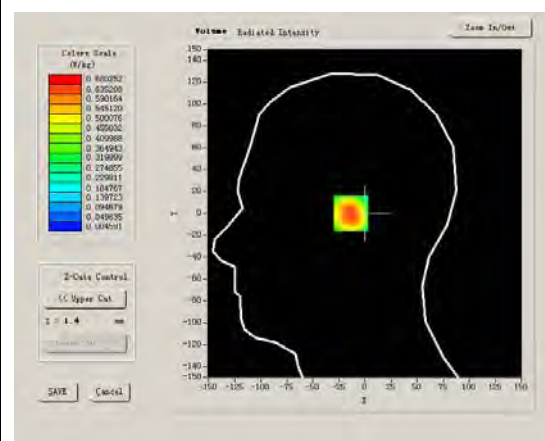 Volume Radiated Intensity
Zoom In/Out
Colors Scale
(W/kg)
0.680252
0.635208
0.590164
0.545120
0.500076
0.455032
0.409988
0.364943
0.319899
0.274855
0.229811
0.184767
0.139723
0.094679
0.049635
0.004591
Z-Cuts Control
<< Upper Cut
Z = 1.4 mm
SAVE
Cancel
150
120
100
80
60
40
20
0
-20
-40
-60
-80
-100
-120
-150
-150 -125 -100 -75 -50 -25 0 25 50 75 100 125 150
X
Y